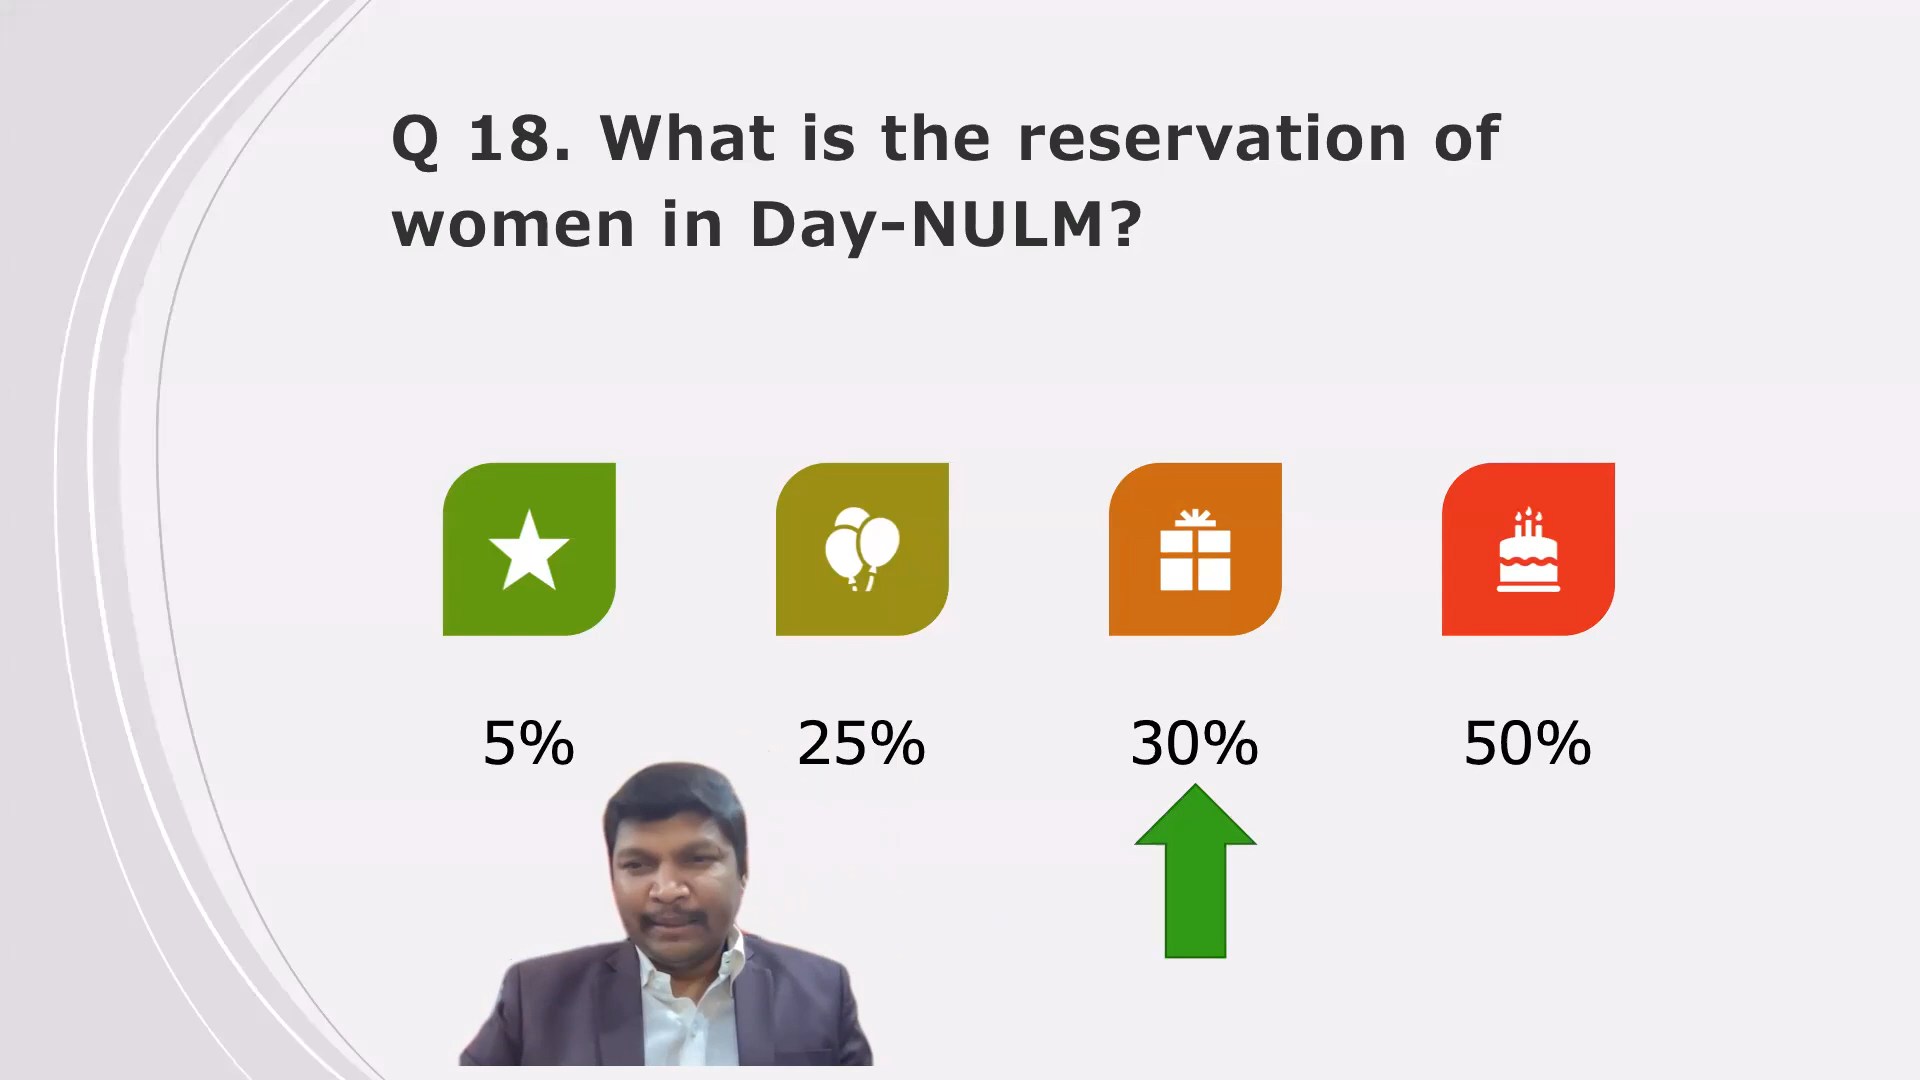 Q 18. What is the reservation of
women in Day-NULM?
5%
25%
30%
50%